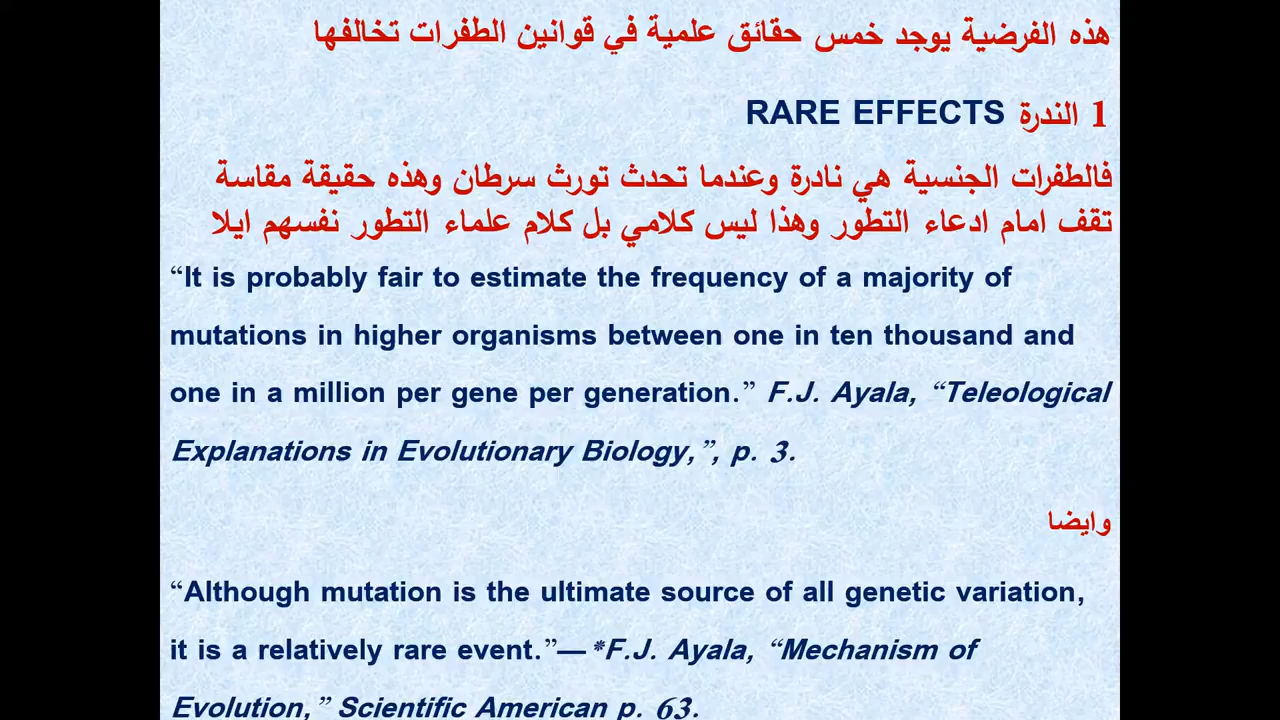 هذه الفرضية يوجد خمس حقائق علمية في قوانين الطفرات تخالفها
1 الندرة RARE EFFECTS
فالطفرات الجنسية هي نادرة وعندما تحدث تورث سرطان وهذه حقيقة مقاسة
تقف امام ادعاء التطور وهذا ليس كلامي بل كلام علماء التطور نفسهم ايلا
“It is probably fair to estimate the frequency of a majority of
mutations in higher organisms between one in ten thousand and
one in a million per gene per generation.” F.J. Ayala, “Teleological
Explanations in Evolutionary Biology,”, p. 3.
وايضا
“Although mutation is the ultimate source of all genetic variation,
it is a relatively rare event.”—*F.J. Ayala, “Mechanism of
Evolution,” Scientific American p. 63.